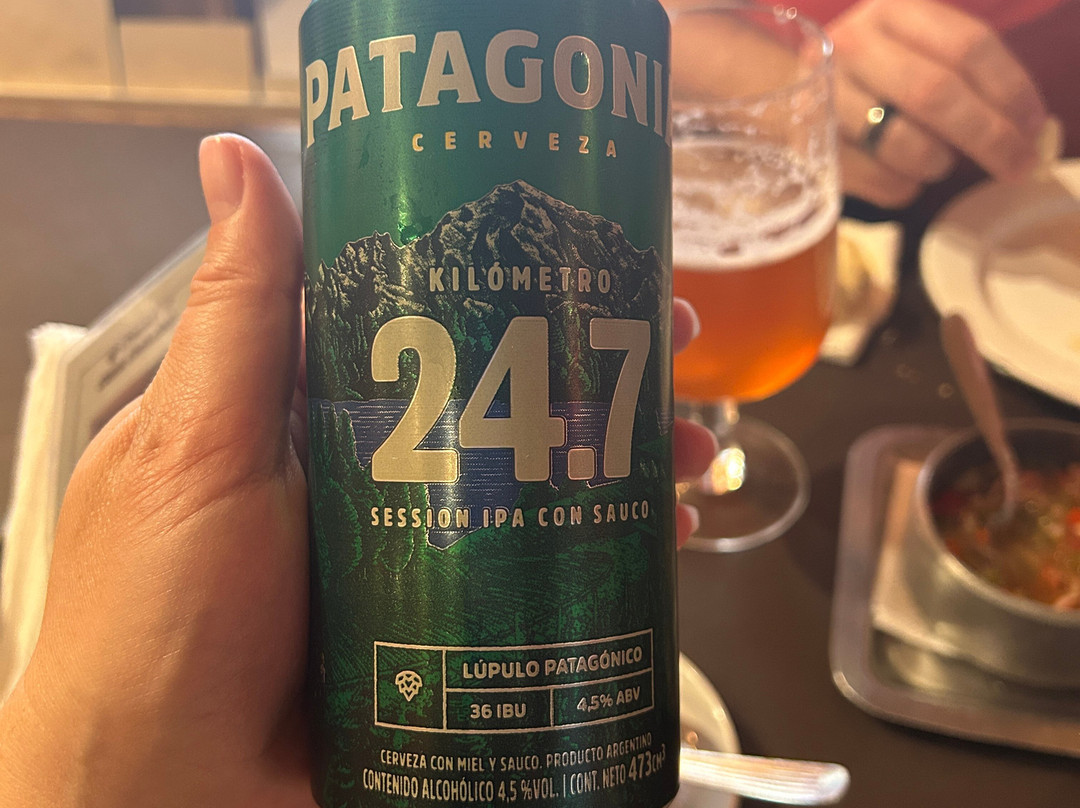 PATAGONI
CERVEZA
KILÓMETRO
24.7
SESSION IPA CON SAUCO
LÚPULO PATAGÓNICO
36 IBU
4,5% ABV
CERVEZA CON MIEL Y SAUCO. PRODUCTO ARGENTINO
CONTENIDO ALCOHÓLICO 4,5 %VOL. | CONT. NETO 473CM³